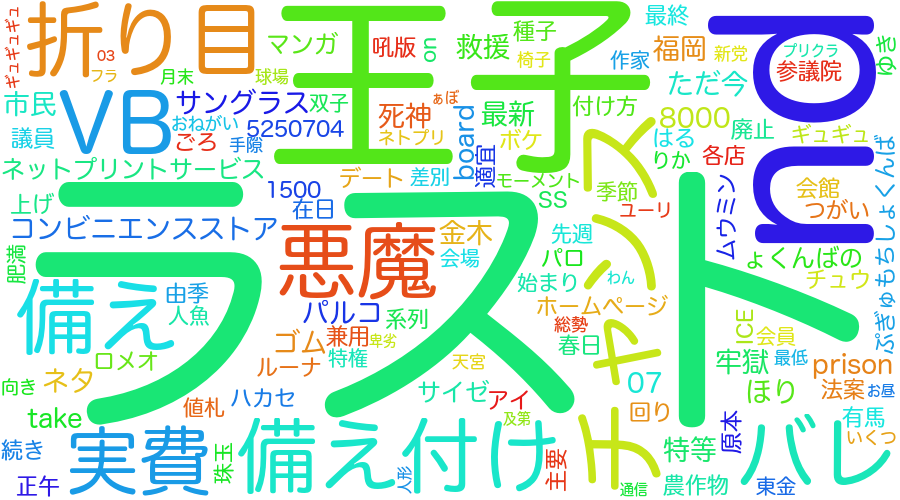 ギュギュギュ
折り目
03
フラ
月末
球場
王子
マンガ
on
救援
種子
椅子
最終
作家
吼版
福岡
新党
プリクラ
参議院
no
ゆき
市民
議員
VB
サングラス
双子
おねがい
ごろ
手隙
5250704
死神
ぁぼ
ネトプリ
board
最新
ボケ
付け方
ただ今
8000
廃止
はる
りか
各店
ギュギュ
ネットプリントサービス
1500
デート
差別
適宜
モーメント
SS
季節
ユーリ
チャンス
ムウミン
会館
つがい
上げ
コンビニエンスストア
在日
ラスト
悪魔
金木
会場
先週
パロ
始まり
わん
ょくんばの
チュウ
ぷぎゅもちしょくんば
肥満
備え
由季
人魚
パルコ
系列
ホームページ
総勢
春日
ICE
会員
ゴム
兼用
特権
卑劣
ルーナ
天宮
ロメオ
ネタ
向き
牢獄
最低
prison
ほり
法案
お昼
take
値札
ハカセ
サイゼ
アイ
及第
07
回り
原本
有馬
いくつ
続き
正午
実費
珠玉
備え付け
人形
主要
通信
特等
農作物
バレ
東金